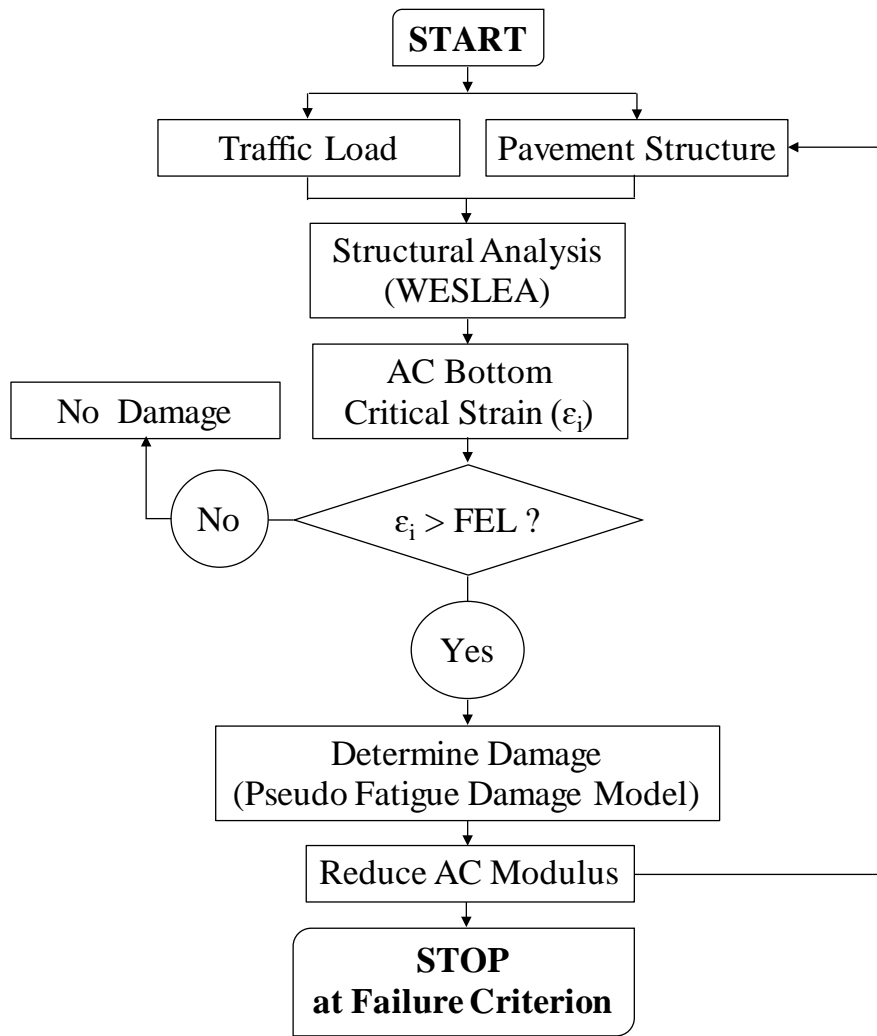 START
Traffic Load
Pavement Structure
Structural Analysis
(WESLEA)
AC Bottom
Critical Strain (εi)
No Damage
No
εi > FEL ?
Yes
Determine Damage
(Pseudo Fatigue Damage Model)
Reduce AC Modulus
STOP
at Failure Criterion